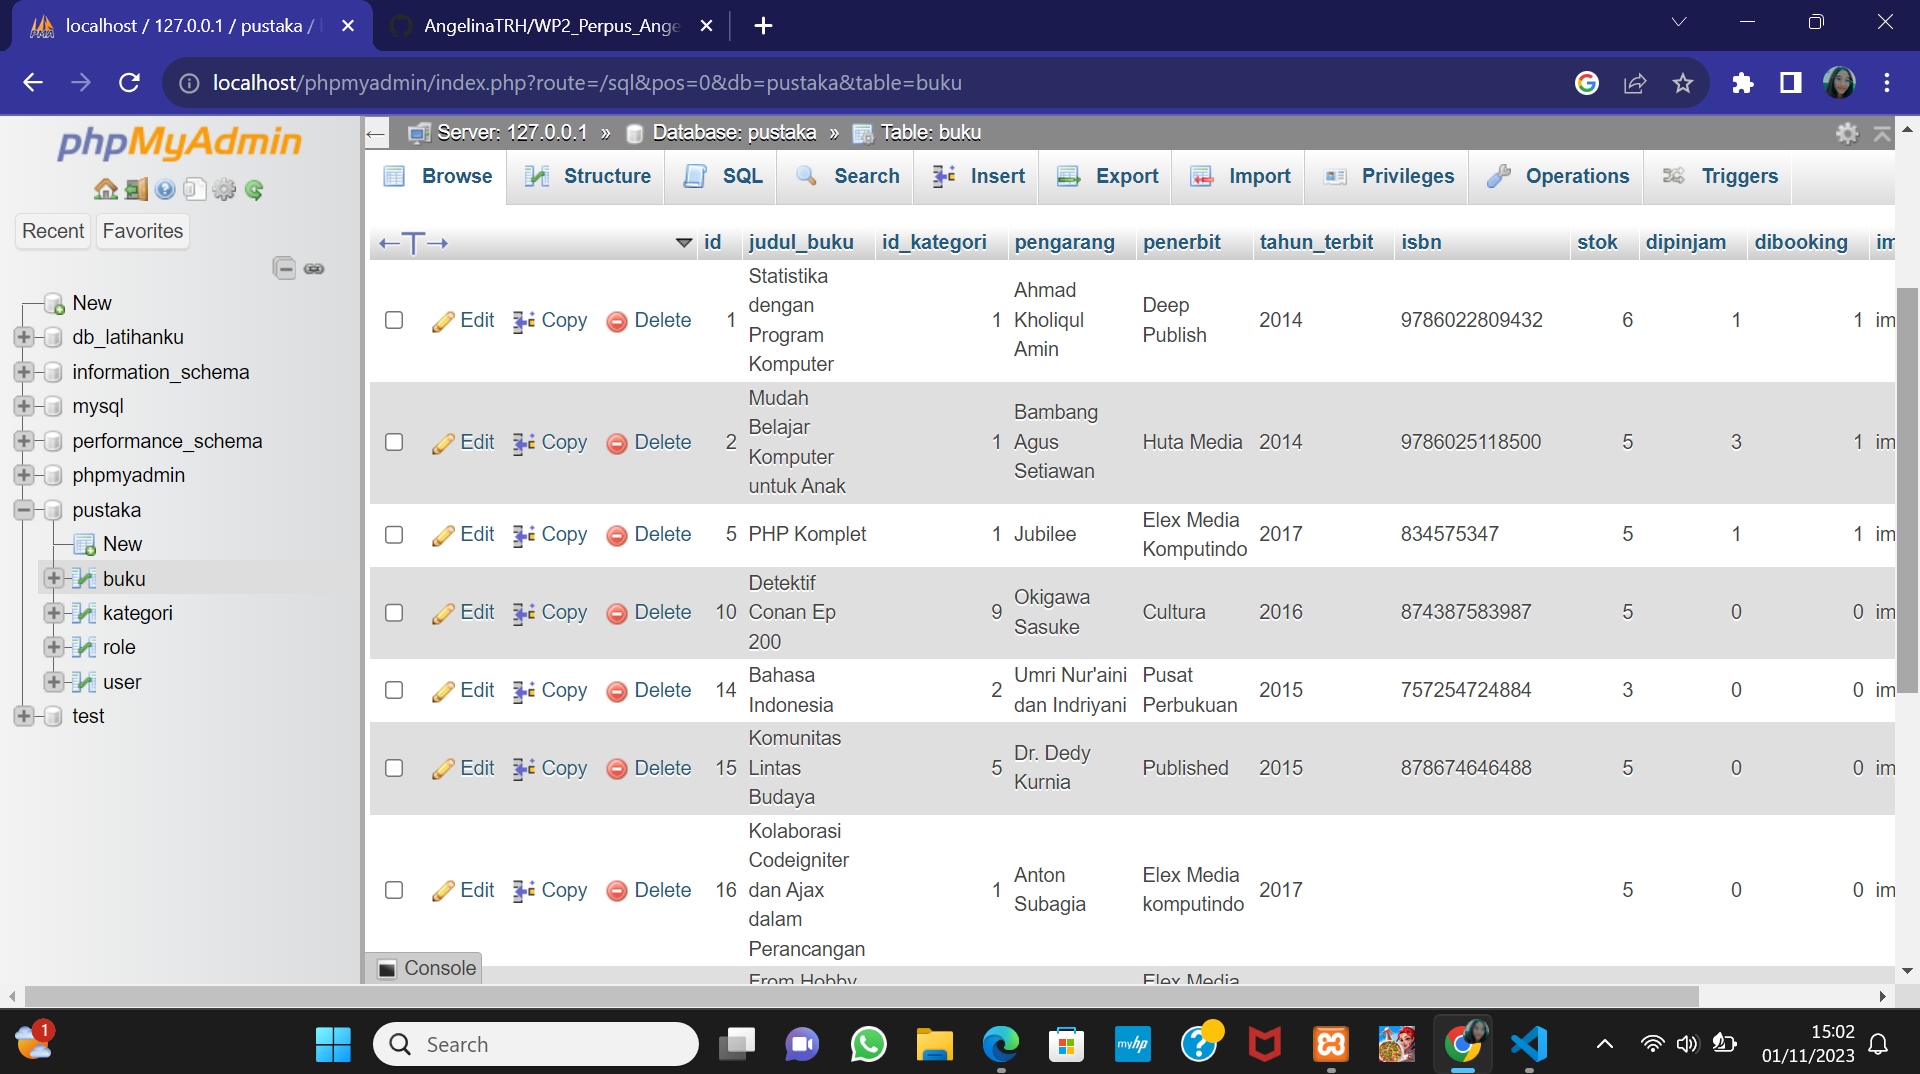 localhost / 127.0.0.1 / pustaka /
AngelinaTRH/WP2_Perpus_Ange
localhost/phpmyadmin/index.php?route=/sql&pos=0&db=pustaka&table=buku
phpMyAdmin
Recent
Favorites
New
db_latihanku
information_schema
mysql
performance_schema
phpmyadmin
pustaka
New
buku
kategori
role
user
test
Server: 127.0.0.1 » Database: pustaka » Table: buku
Browse Structure SQL Search Insert Export Import Privileges Operations Triggers
←T→ id judul_buku id_kategori pengarang penerbit tahun_terbit isbn stok dipinjam dibooking im
Edit Copy Delete 1
Statistika
dengan
Program
Komputer
1
Ahmad
Kholiqul
Amin
Deep
Publish
2014 9786022809432 6 1 1 im
Edit Copy Delete 2
Mudah
Belajar
Komputer
untuk Anak
1
Bambang
Agus
Setiawan
Huta Media 2014 9786025118500 5 3 1 im
Edit Copy Delete 5 PHP Komplet 1 Jubilee
Elex Media
Komputindo
2017 834575347 5 1 1 im
Edit Copy Delete 10
Detektif
Conan Ep
200
9
Okigawa
Sasuke
Cultura 2016 874387583987 5 0 0 im
Edit Copy Delete 14
Bahasa
Indonesia
2
Umri Nur'aini
dan Indriyani
Pusat
Perbukuan
2015 757254724884 3 0 0 im
Edit Copy Delete 15
Komunitas
Lintas
Budaya
5
Dr. Dedy
Kurnia
Published 2015 878674646488 5 0 0 im
Edit Copy Delete 16
Kolaborasi
Codeigniter
dan Ajax
dalam
Perancangan
1
Anton
Subagia
Elex Media
komputindo
2017 5 0 0 im
From Hobby
Elex Media
Console
1
Search
myhp
15:02
01/11/2023